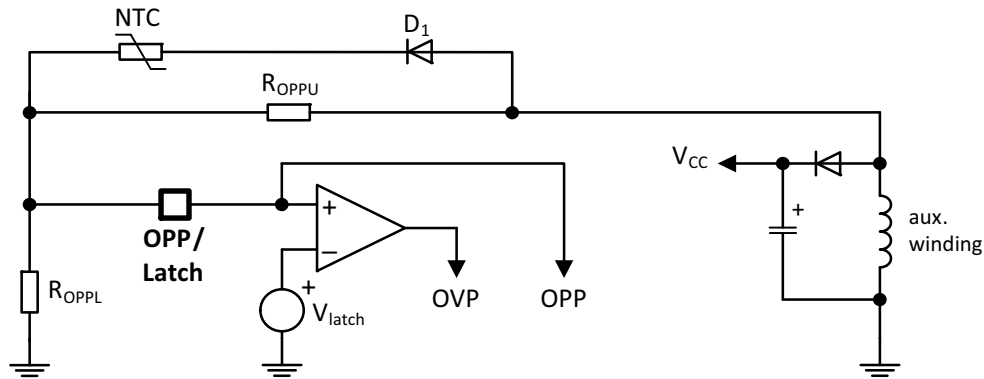 NTC
D1
ROPPU
VCC
+
aux.
winding
+
−
OPP/
Latch
ROPPL
+
Vlatch
OVP
OPP